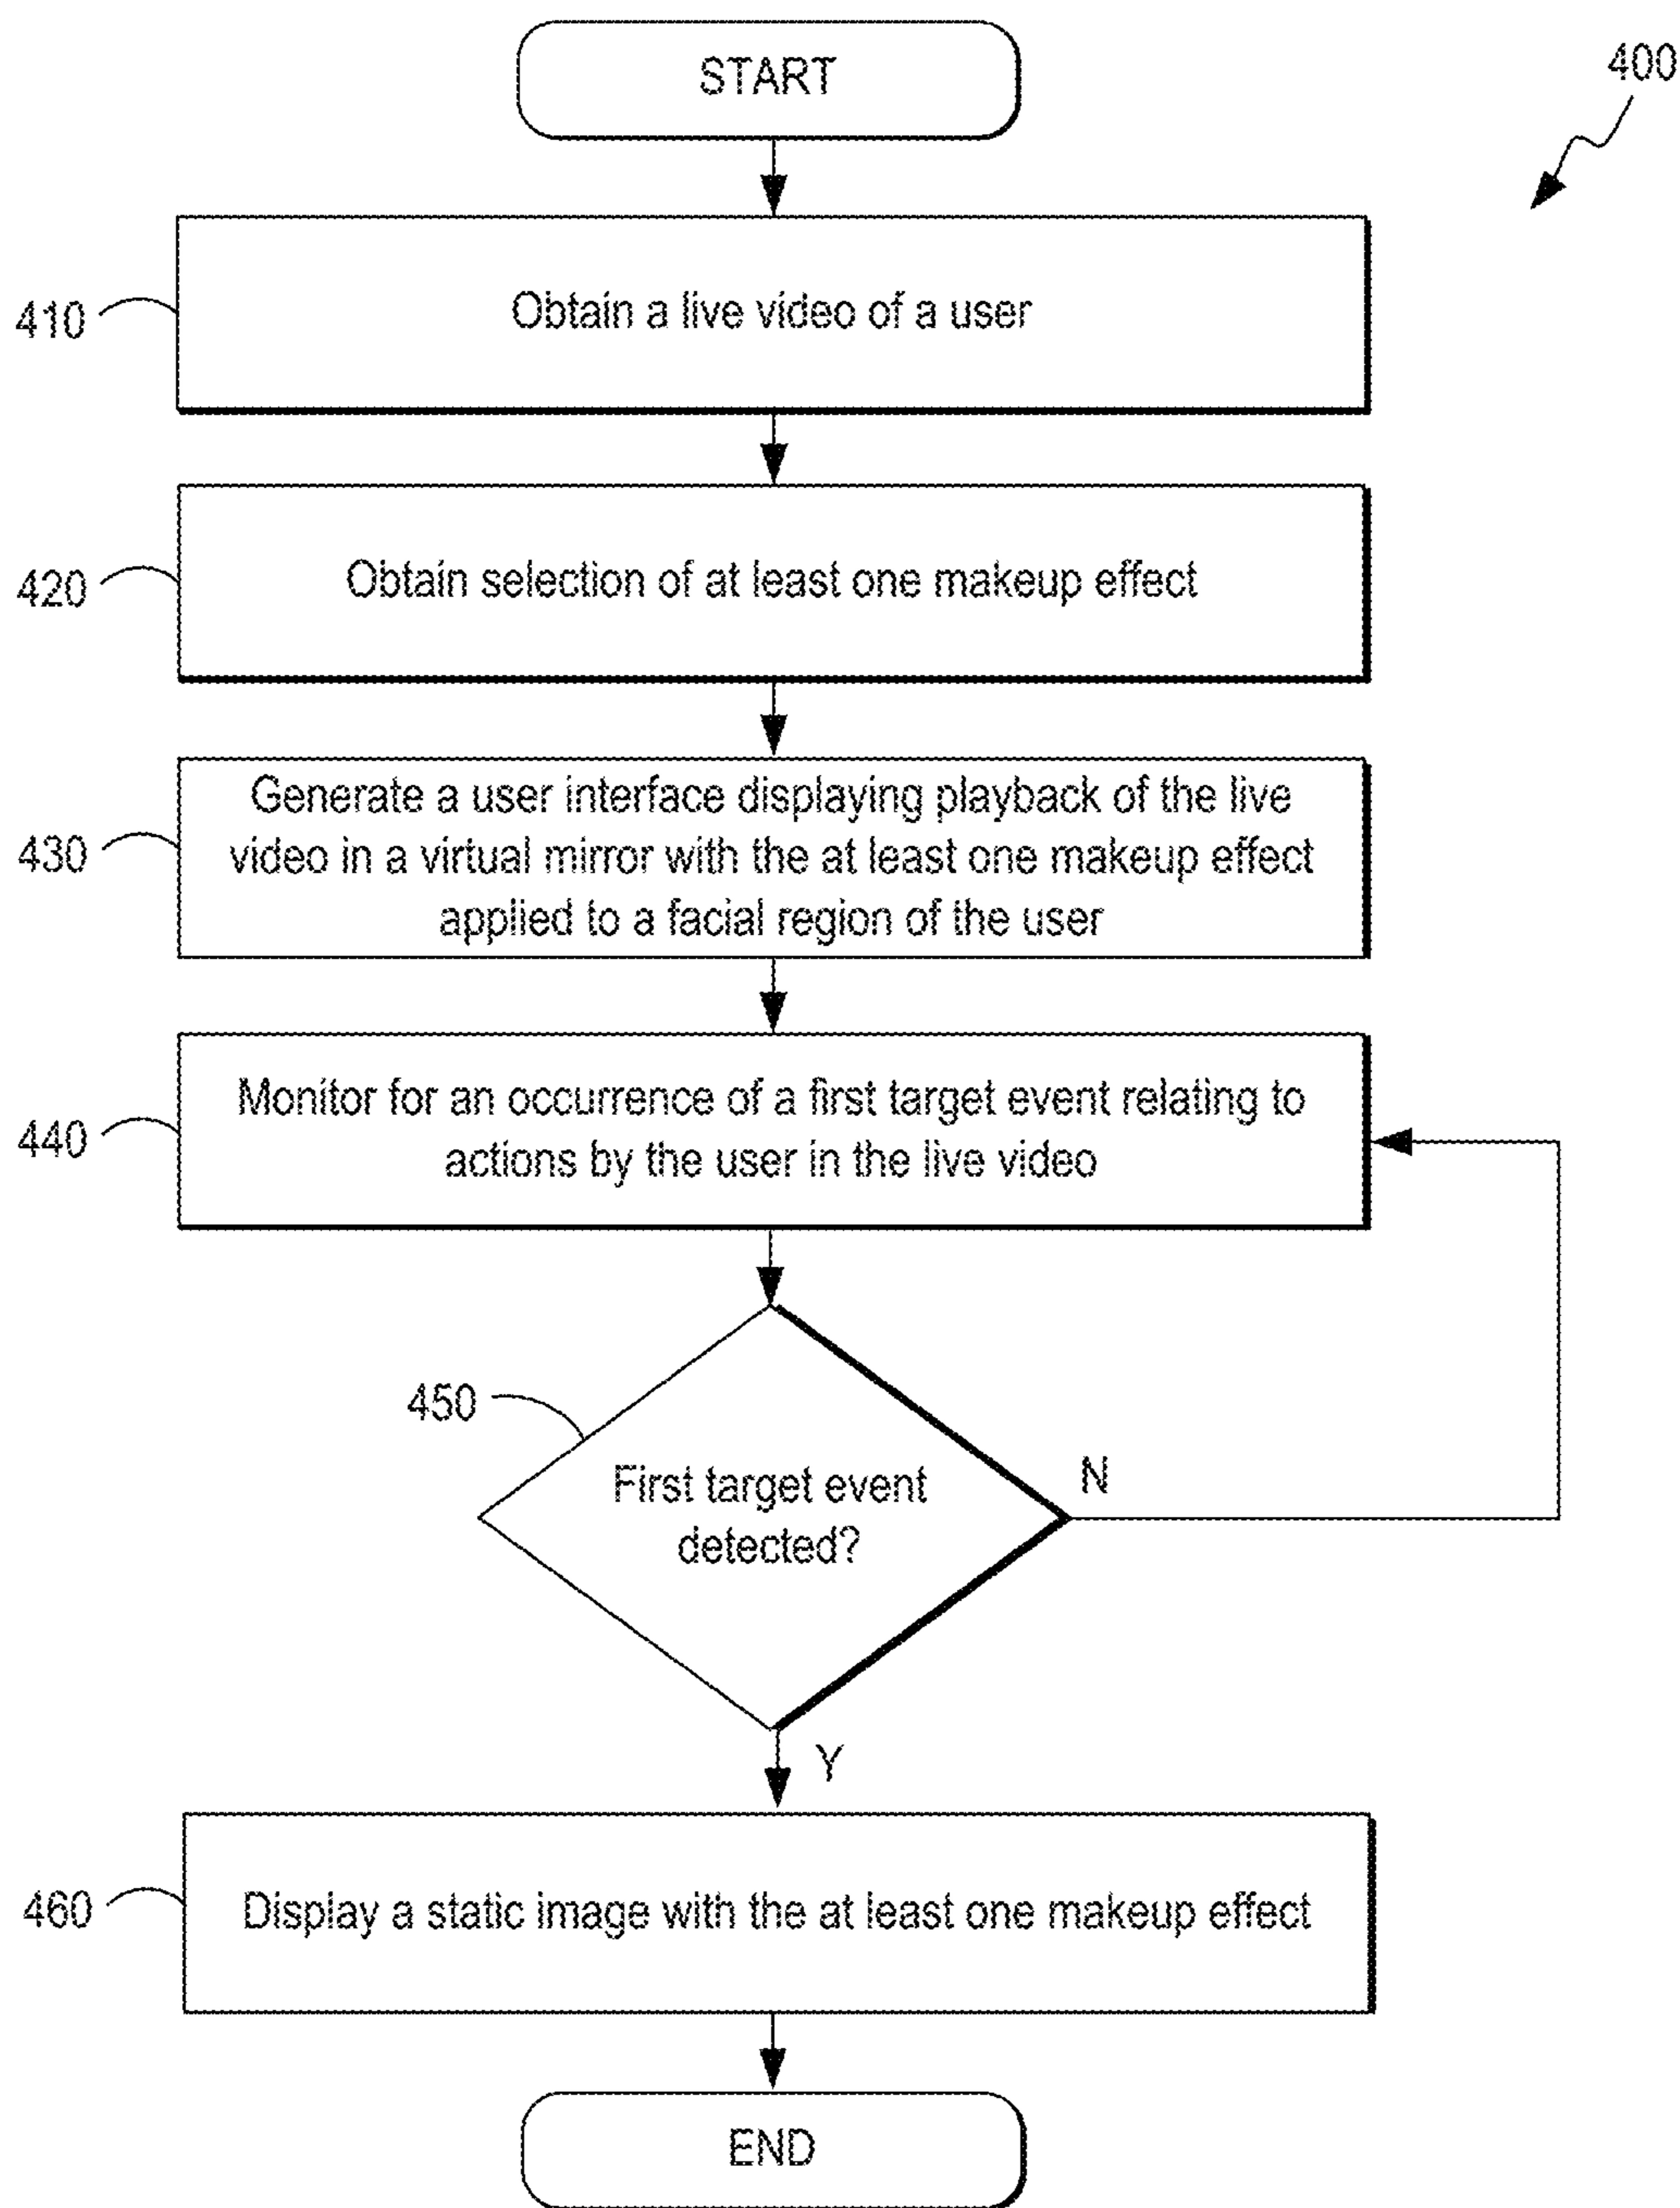 START
400
410
Obtain a live video of a user
420
Obtain selection of at least one makeup effect
430
Generate a user interface displaying playback of the live
video in a virtual mirror with the at least one makeup effect
applied to a facial region of the user
440
Monitor for an occurrence of a first target event relating to
actions by the user in the live video
450
First target event
detected?
N
Y
460
Display a static image with the at least one makeup effect
END